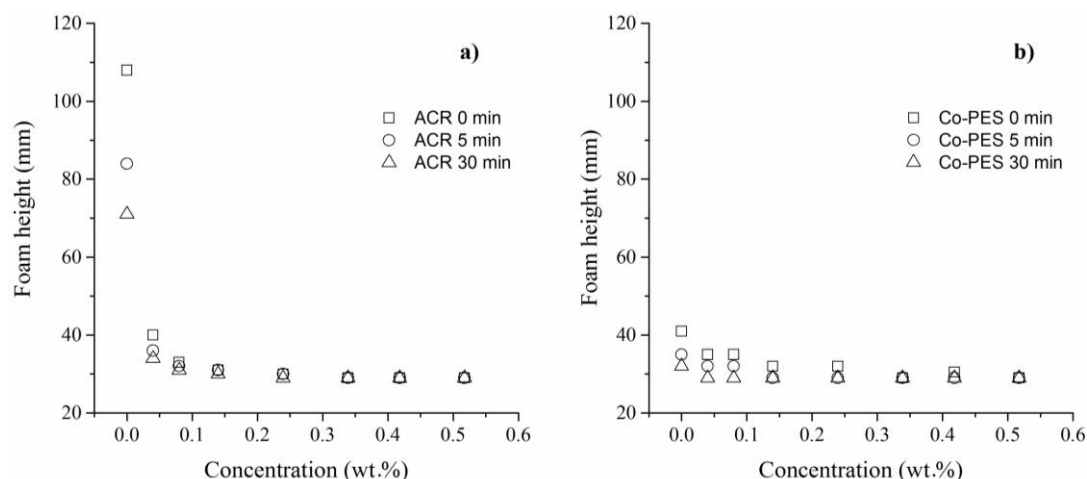 120
100
80
60
40
20
Foam height (mm)
a)
ACR 0 min
ACR 5 min
ACR 30 min
0.0 0.1 0.2 0.3 0.4 0.5 0.6
Concentration (wt.%)
120
100
80
60
40
20
Foam height (mm)
b)
Co-PES 0 min
Co-PES 5 min
Co-PES 30 min
0.0 0.1 0.2 0.3 0.4 0.5 0.6
Concentration (wt.%)